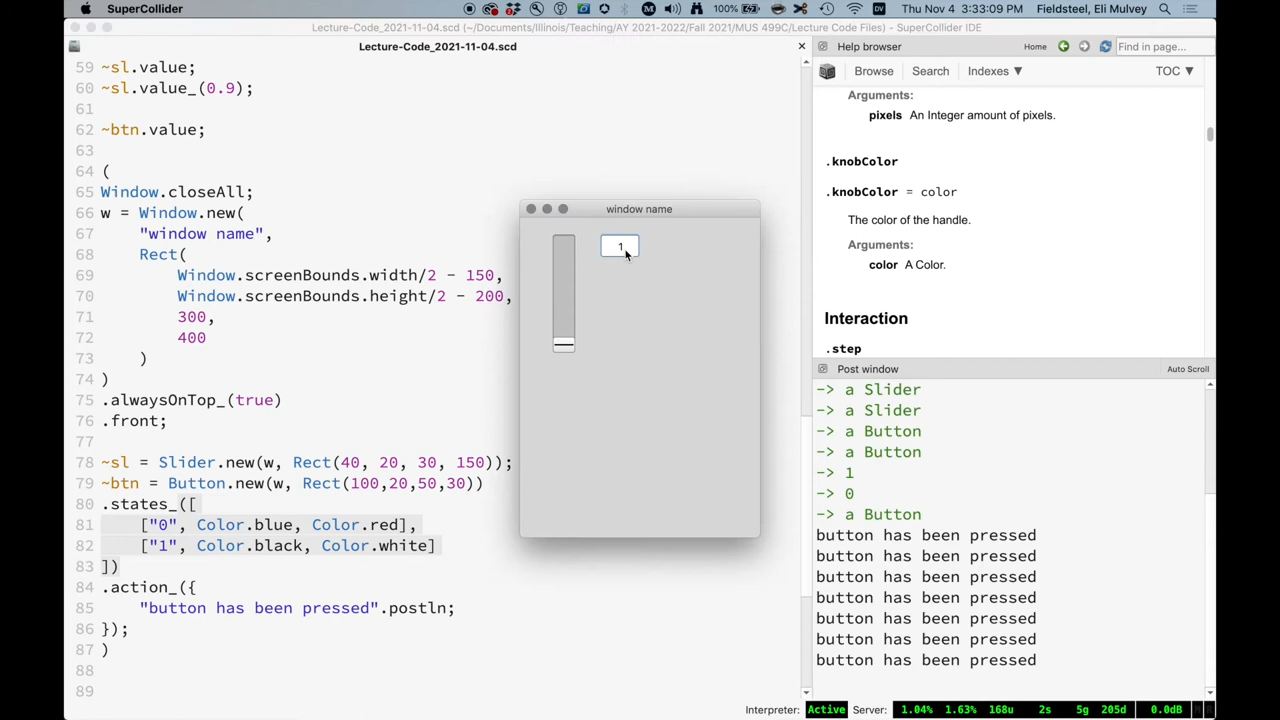 SuperCollider
100%
Thu Nov 4 3:33:09 PM
Fieldsteel, Eli Mulvey
Lecture-Code_2021-11-04.scd (~/Documents/Illinois/Teaching/AY 2021-2022/Fall 2021/MUS 499C/Lecture Code Files) - SuperCollider IDE
Lecture-Code_2021-11-04.scd
59 ~sl.value;
60 ~sl.value_(0.9);
61
62 ~btn.value;
63
64 (
65 Window.closeAll;
66 w = Window.new(
67 "window name",
68 Rect(
69 Window.screenBounds.width/2 - 150,
70 Window.screenBounds.height/2 - 200,
71 300,
72 400
73 )
74 )
75 .alwaysOnTop_(true)
76 .front;
77
78 ~sl = Slider.new(w, Rect(40, 20, 30, 150));
79 ~btn = Button.new(w, Rect(100,20,50,30))
80 .states_([
81 ["0", Color.blue, Color.red],
82 ["1", Color.black, Color.white]
83 ])
84 .action_({
85 "button has been pressed".postln;
86 });
87 )
88
89
window name
1
Help browser
Home
Find in page...
Browse
Search
Indexes ▼
TOC ▼
Arguments:
pixels An Integer amount of pixels.
.knobColor
.knobColor = color
The color of the handle.
Arguments:
color A Color.
Interaction
.step
Post window
Auto Scroll
-> a Slider
-> a Slider
-> a Button
-> a Button
-> 1
-> 0
-> a Button
button has been pressed
button has been pressed
button has been pressed
button has been pressed
button has been pressed
button has been pressed
button has been pressed
Interpreter: Active Server: 1.04% 1.63% 168u 2s 5g 205d 0.0dB M R